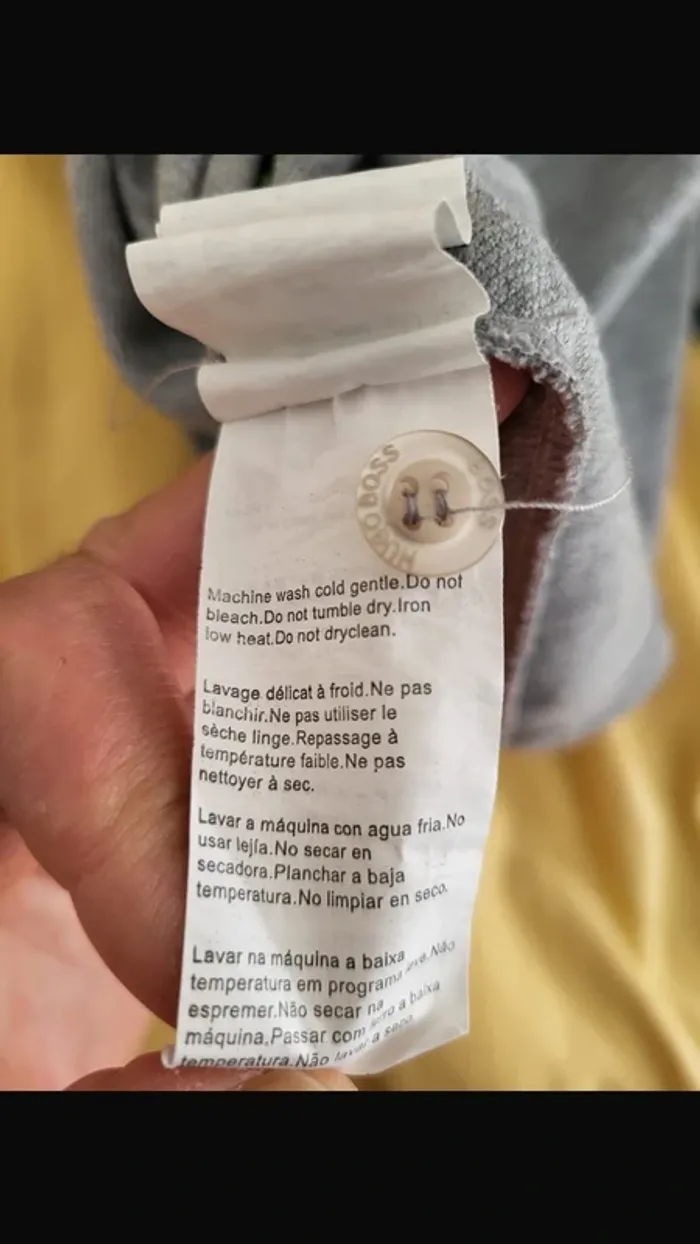 HUGO BOSS
BOSS
Machine wash cold gentle.Do not
bleach.Do not tumble dry.Iron
low heat.Do not dryclean.
Lavage délicat à froid.Ne pas
blanchir.Ne pas utiliser le
sèche linge.Repassage à
température faible.Ne pas
nettoyer à sec.
Lavar a máquina con agua fria.No
usar lejía.No secar en
secadora.Planchar a baja
temperatura.No limpiar en seco.
Lavar na máquina a baixa
temperatura em programa leve.Não
espremer.Não secar na
máquina.Passar com ferro a baixa
temperatura.Não lavar a seco.